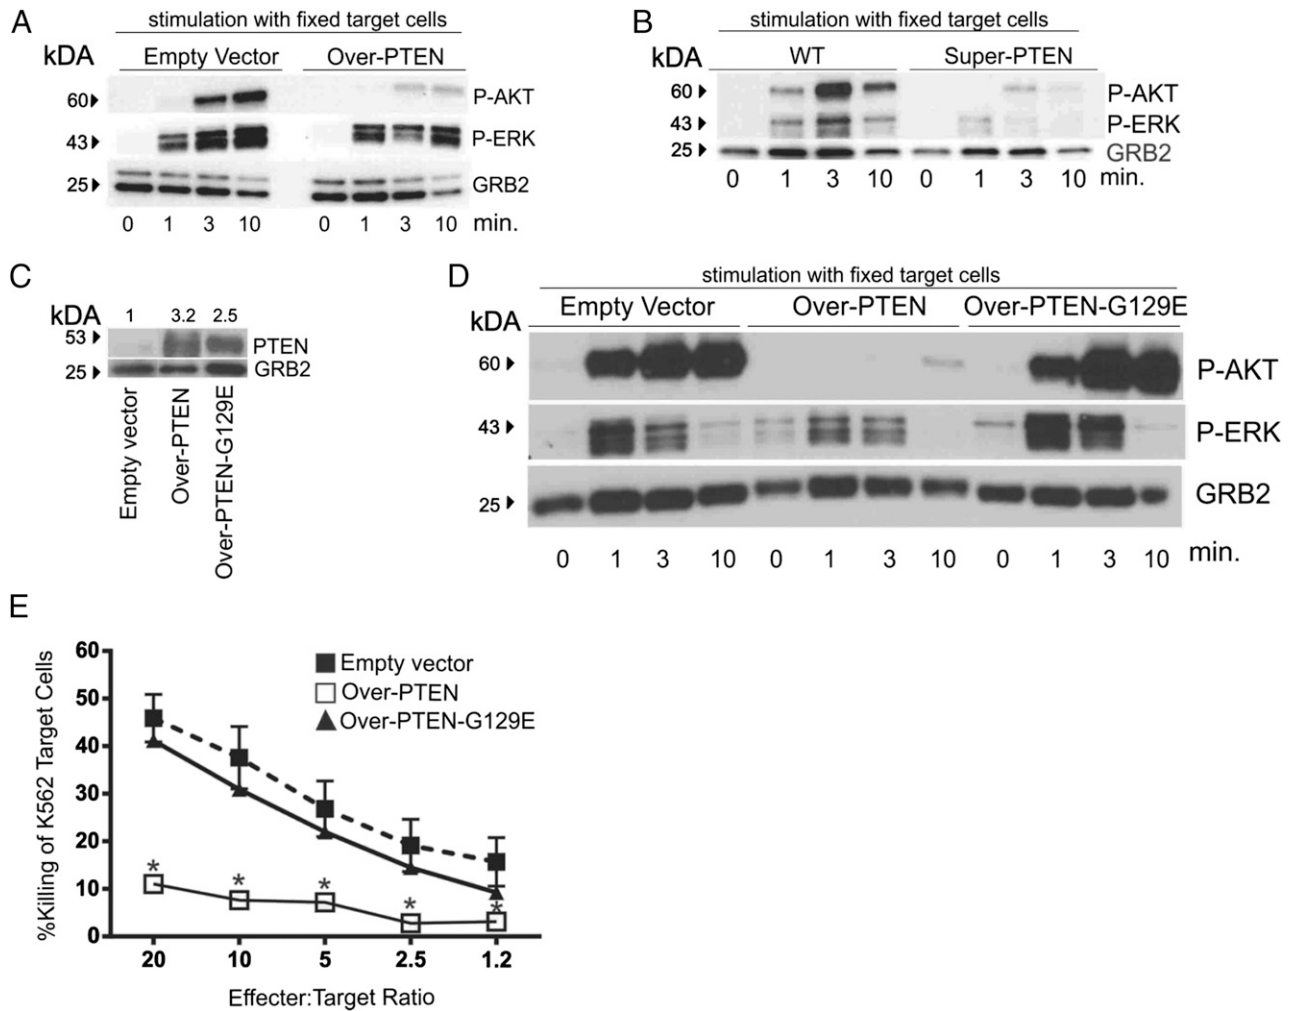 A
stimulation with fixed target cells
kDA
Empty Vector
Over-PTEN
60
P-AKT
43
P-ERK
25
GRB2
0 1 3 10 0 1 3 10 min.
B
stimulation with fixed target cells
kDA
WT
Super-PTEN
60
P-AKT
43
P-ERK
25
GRB2
0 1 3 10 0 1 3 10 min.
C
kDA
1 3.2 2.5
53
PTEN
25
GRB2
Empty vector
Over-PTEN
Over-PTEN-G129E
D
stimulation with fixed target cells
kDA
Empty Vector
Over-PTEN
Over-PTEN-G129E
60
P-AKT
43
P-ERK
25
GRB2
0 1 3 10 0 1 3 10 0 1 3 10 min.
E
%Killing of K562 Target Cells
60
50
40
30
20
10
0
Empty vector
Over-PTEN
Over-PTEN-G129E
* * * * *
20 10 5 2.5 1.2
Effecter:Target Ratio